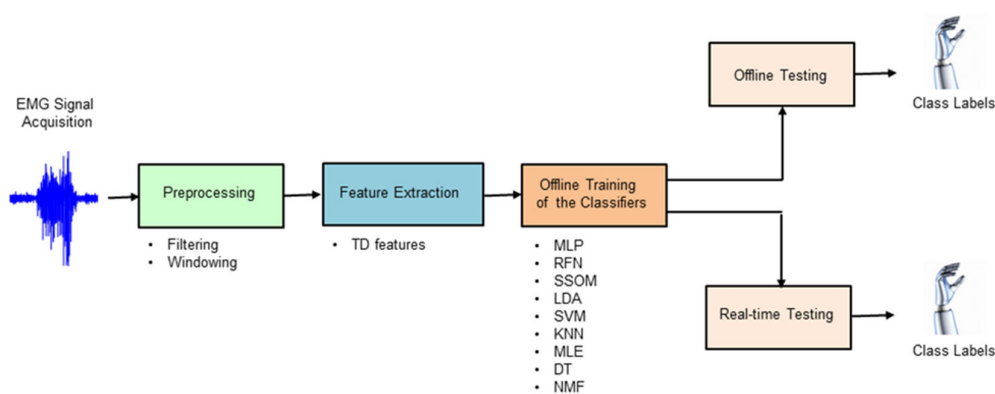 EMG Signal
Acquisition
Preprocessing
• Filtering
• Windowing
Feature Extraction
• TD features
Offline Training
of the Classifiers
• MLP
• RFN
• SSOM
• LDA
• SVM
• KNN
• MLE
• DT
• NMF
Offline Testing
Class Labels
Real-time Testing
Class Labels